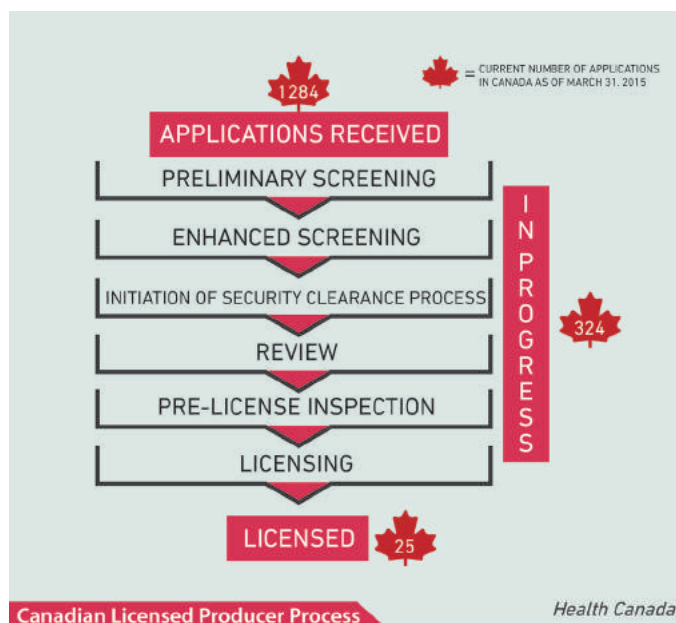 1284
= CURRENT NUMBER OF APPLICATIONS
IN CANADA AS OF MARCH 31, 2015
APPLICATIONS RECEIVED
PRELIMINARY SCREENING
ENHANCED SCREENING
INITIATION OF SECURITY CLEARANCE PROCESS
REVIEW
PRE-LICENSE INSPECTION
LICENSING
IN PROGRESS
324
LICENSED
25
Canadian Licensed Producer Process
Health Canada